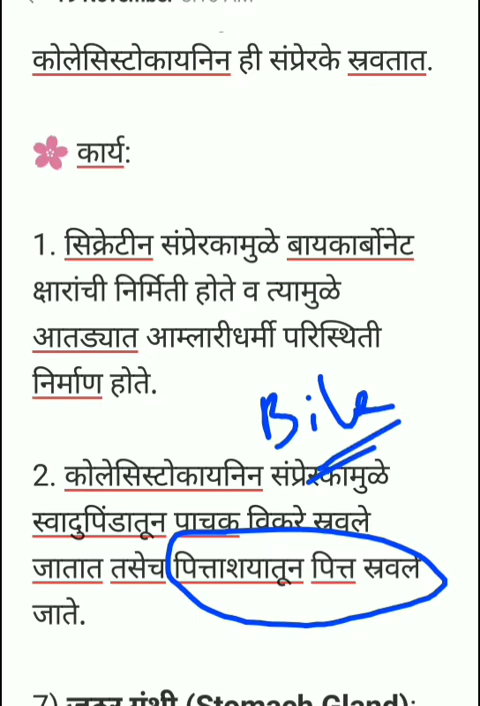 कोलेसिस्टोकायनिन ही संप्रेरके स्रवतात.
कार्य:
1. सिक्रेटीन संप्रेरकामुळे बायकार्बोनेट
क्षारांची निर्मिती होते व त्यामुळे
आतड्यात आम्लारीधर्मी परिस्थिती
निर्माण होते.
Bile
2. कोलेसिस्टोकायनिन संप्रेरकामुळे
स्वादुपिंडातून पाचक विकरे स्रवले
जातात तसेच पित्ताशयातून पित्त स्रवले
जाते.
7) जठर ग्रंथी (Stomach Gland):